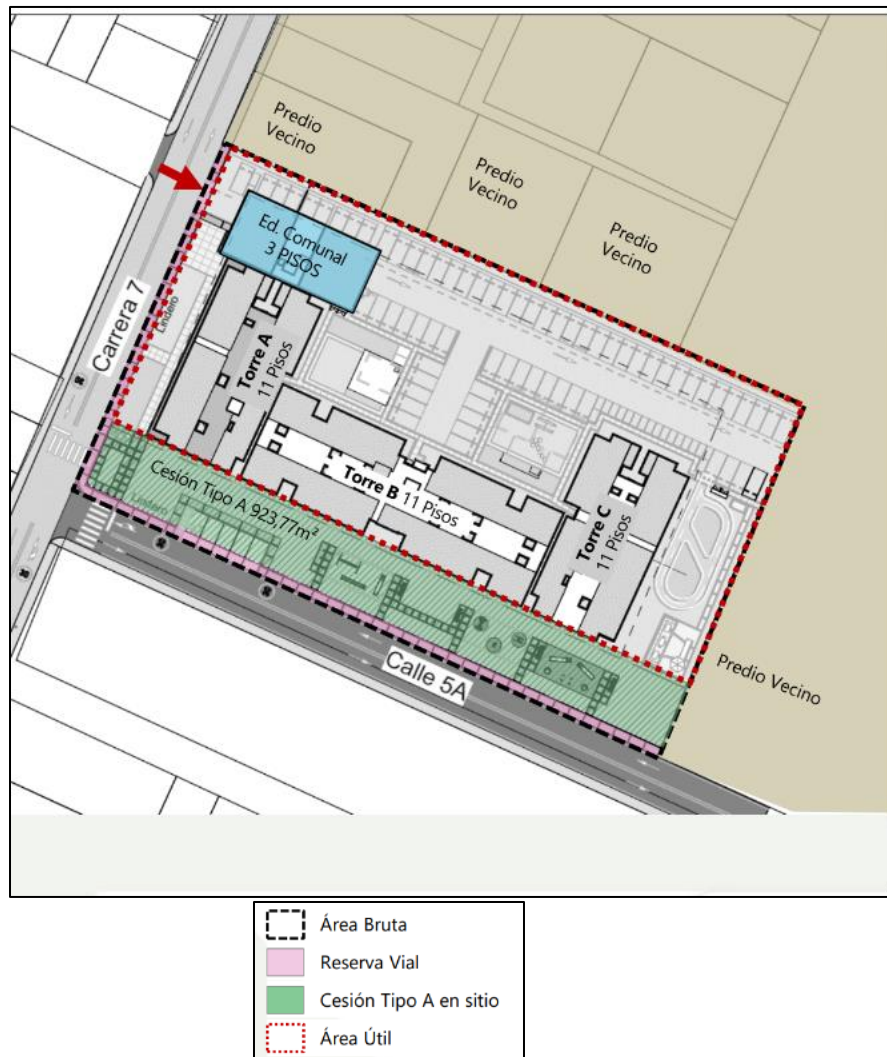 Predio
Vecino
Predio
Vecino
Predio
Vecino
Ed. Comunal
3 PISOS
Carrera 7
Lindero
Torre A
11 Pisos
Torre B 11 Pisos
Torre C
11 Pisos
Cesión Tipo A 923,77m²
Lindero
Calle 5A
Predio Vecino
Área Bruta
Reserva Vial
Cesión Tipo A en sitio
Área Útil